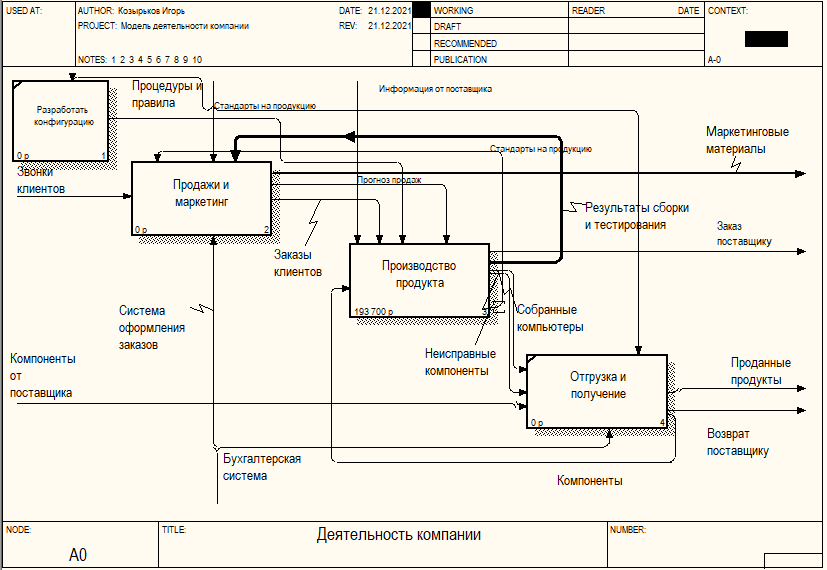 USED AT:
AUTHOR: Козырьков Игорь
DATE: 21.12.2021
WORKING
READER
DATE
CONTEXT:
PROJECT: Модель деятельности компании
REV: 21.12.2021
DRAFT
RECOMMENDED
NOTES: 1 2 3 4 5 6 7 8 9 10
PUBLICATION
A-0
Процедуры и
правила
Информация от поставщика
Стандарты на продукцию
Разработать
конфигурацию
0 р
1
Звонки
клиентов
Стандарты на продукцию
Маркетинговые
материалы
Продажи и
маркетинг
0 р
2
Прогноз продаж
Результаты сборки
и тестирования
Заказ
поставщику
Заказы
клиентов
Производство
продукта
193 700 р
3
Система
оформления
заказов
Собранные
компьютеры
Неисправные
компоненты
Компоненты
от
поставщика
Отгрузка и
получение
0 р
4
Проданные
продукты
Возврат
поставщику
Бухгалтерская
система
Компоненты
NODE:
A0
TITLE:
Деятельность компании
NUMBER: